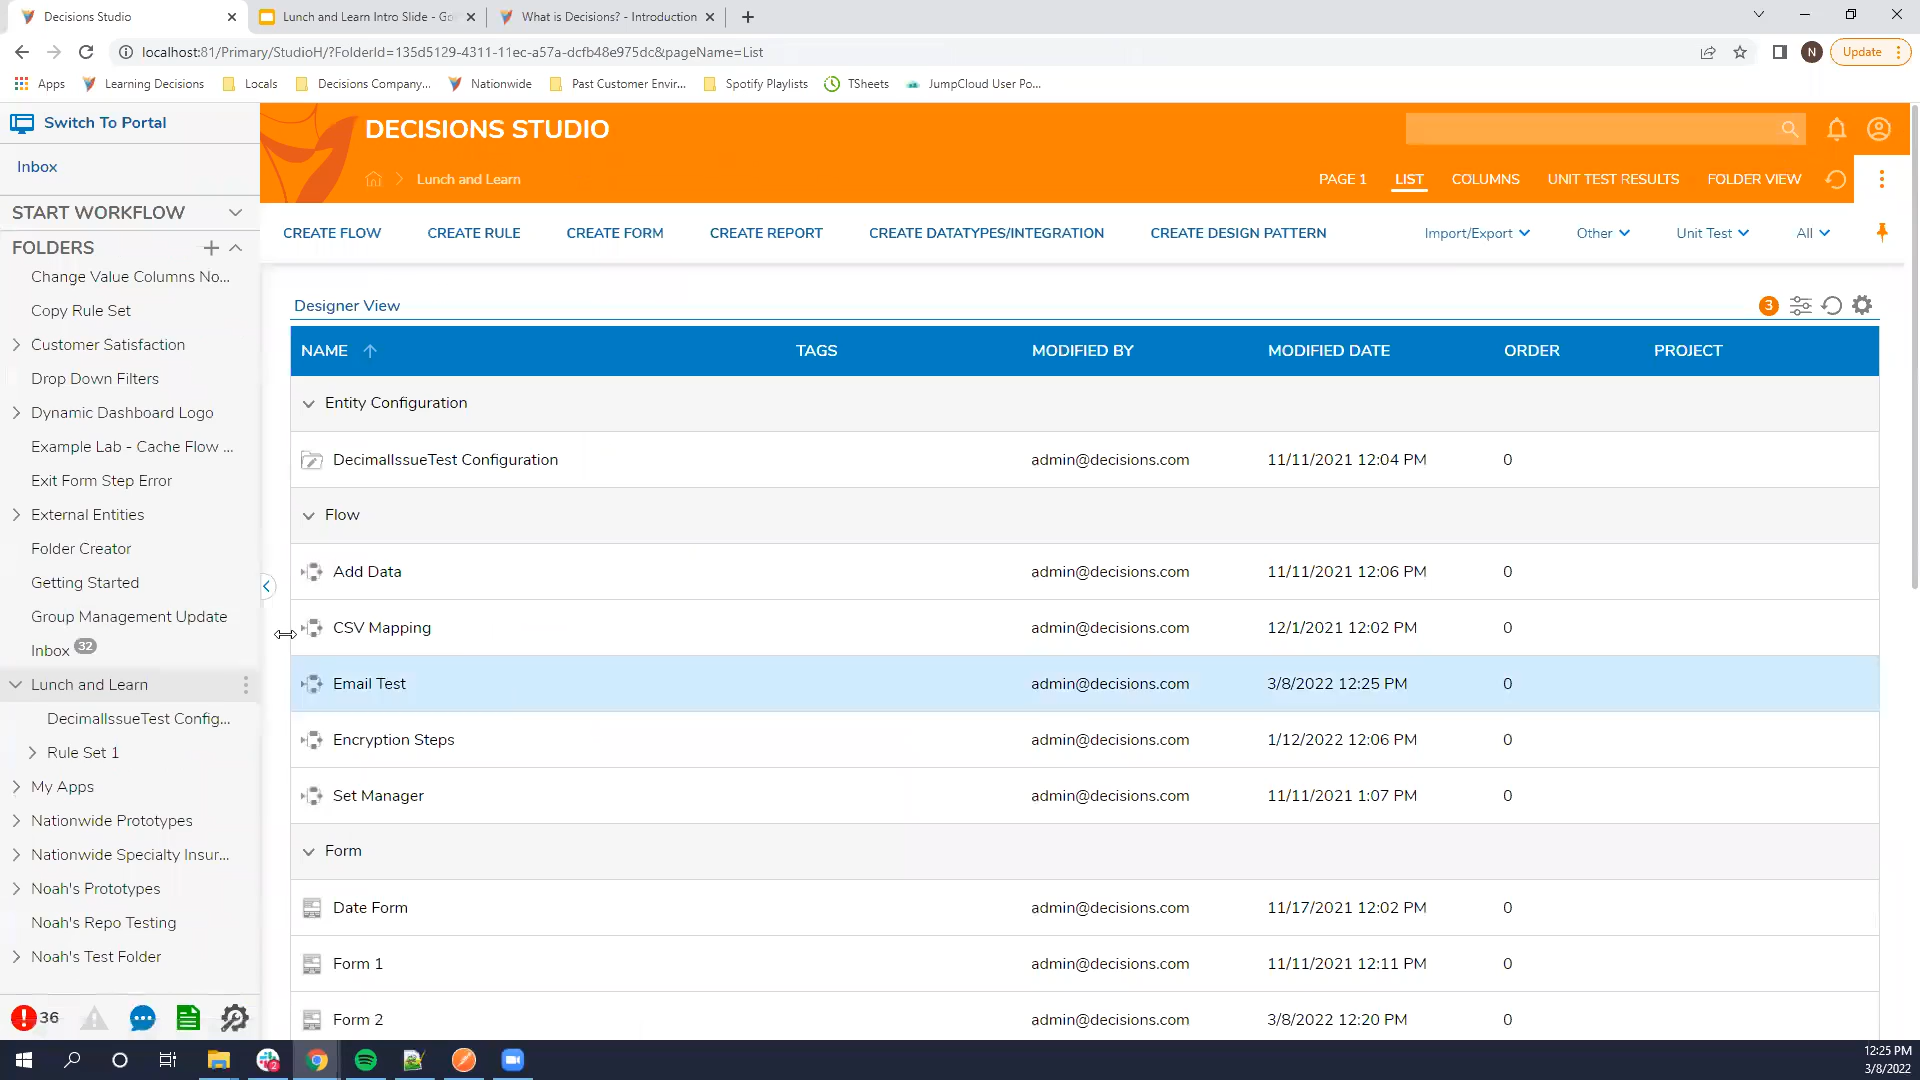 Decisions Studio
Lunch and Learn Intro Slide - Go
What is Decisions? - Introduction
localhost:81/Primary/StudioH/?FolderId=135d5129-4311-11ec-a57a-dcfb48e975dc&pageName=List
N
Update
Apps
Learning Decisions
Locals
Decisions Company...
Nationwide
Past Customer Envir...
Spotify Playlists
TSheets
JumpCloud User Po...
Switch To Portal
Inbox
START WORKFLOW
FOLDERS
Change Value Columns No...
Copy Rule Set
Customer Satisfaction
Drop Down Filters
Dynamic Dashboard Logo
Example Lab - Cache Flow ...
Exit Form Step Error
External Entities
Folder Creator
Getting Started
Group Management Update
Inbox 32
Lunch and Learn
DecimalIssueTest Config...
Rule Set 1
My Apps
Nationwide Prototypes
Nationwide Specialty Insur...
Noah's Prototypes
Noah's Repo Testing
Noah's Test Folder
36
DECISIONS STUDIO
Lunch and Learn
PAGE 1 LIST COLUMNS UNIT TEST RESULTS FOLDER VIEW
CREATE FLOW CREATE RULE CREATE FORM CREATE REPORT CREATE DATATYPES/INTEGRATION CREATE DESIGN PATTERN Import/Export Other Unit Test All
Designer View 3
NAME TAGS MODIFIED BY MODIFIED DATE ORDER PROJECT
Entity Configuration
DecimalIssueTest Configuration admin@decisions.com 11/11/2021 12:04 PM 0
Flow
Add Data admin@decisions.com 11/11/2021 12:06 PM 0
CSV Mapping admin@decisions.com 12/1/2021 12:02 PM 0
Email Test admin@decisions.com 3/8/2022 12:25 PM 0
Encryption Steps admin@decisions.com 1/12/2022 12:06 PM 0
Set Manager admin@decisions.com 11/11/2021 1:07 PM 0
Form
Date Form admin@decisions.com 11/17/2021 12:02 PM 0
Form 1 admin@decisions.com 11/11/2021 12:11 PM 0
Form 2 admin@decisions.com 3/8/2022 12:20 PM 0
2
12:25 PM
3/8/2022